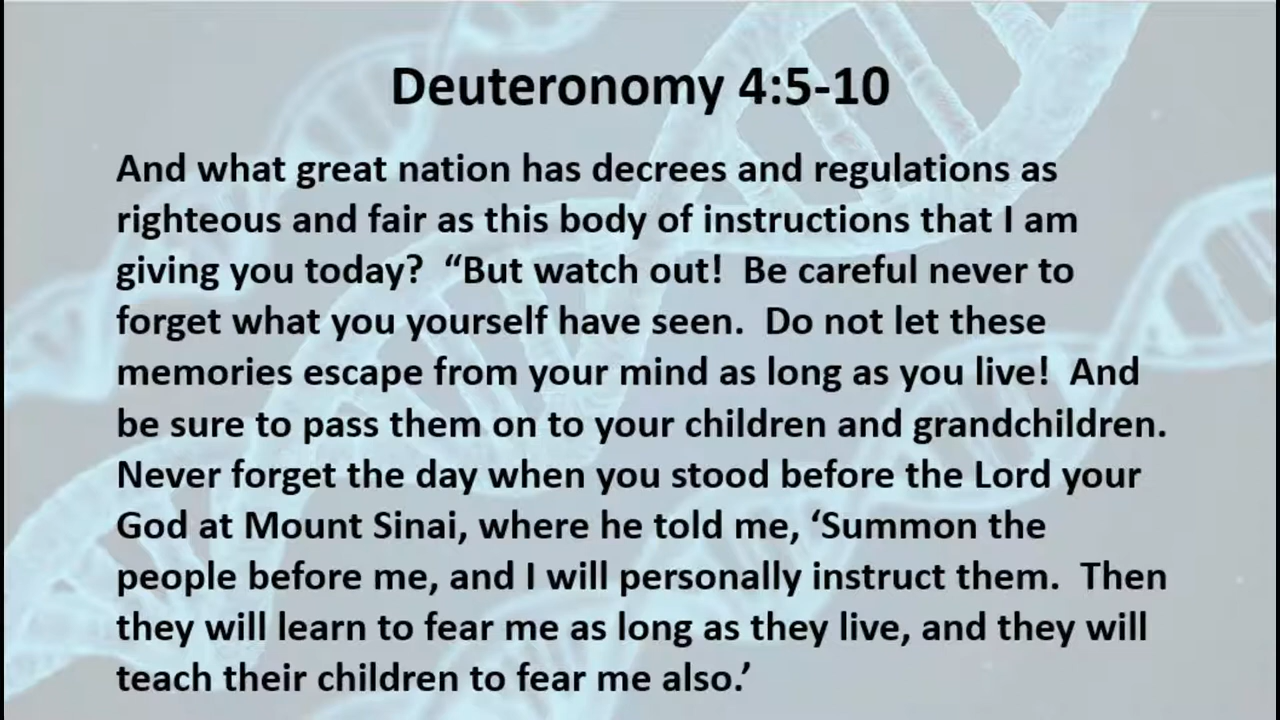 Deuteronomy 4:5-10
And what great nation has decrees and regulations as
righteous and fair as this body of instructions that I am
giving you today?  “But watch out!  Be careful never to
forget what you yourself have seen.  Do not let these
memories escape from your mind as long as you live!  And
be sure to pass them on to your children and grandchildren.
Never forget the day when you stood before the Lord your
God at Mount Sinai, where he told me, ‘Summon the
people before me, and I will personally instruct them.  Then
they will learn to fear me as long as they live, and they will
teach their children to fear me also.’